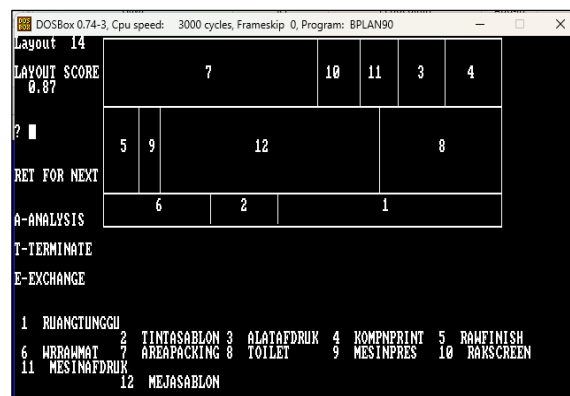 DOSBox 0.74-3, Cpu speed: 3000 cycles, Frameskip 0, Program: BPLAN90
Layout 14
LAYOUT SCORE
0.87
7 10 11 3 4
?
5 9 12 8
RET FOR NEXT
6 2 1
A-ANALYSIS
T-TERMINATE
E-EXCHANGE
1 RUANGTUNGGU
2 TINTASABLON 3 ALATAFDRUK 4 KOMPNPRINT 5 RAWFINISH
6 WRRAWMAT 7 AREAPACKING 8 TOILET 9 MESINPRES 10 RAKSCREEN
11 MESINAFDRUK
12 MEJASABLON